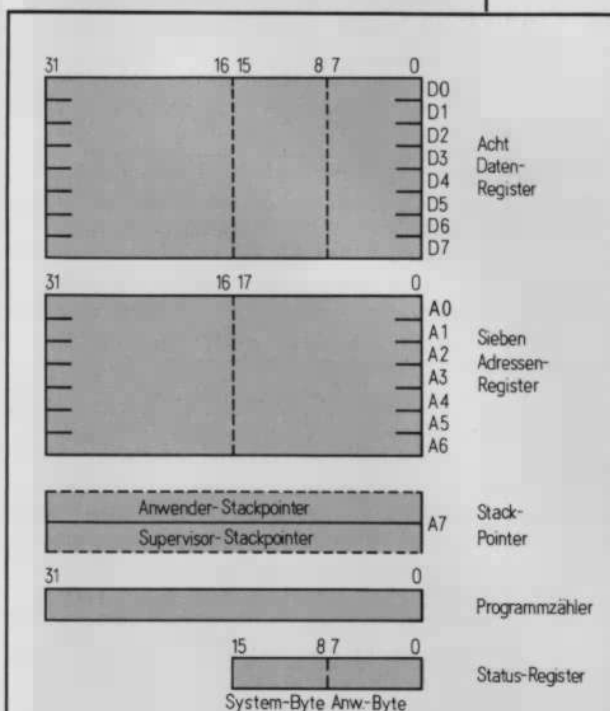 31 16 15 8 7 0
D0
D1
D2
D3
D4
D5
D6
D7
Acht
Daten-
Register
31 16 17 0
A0
A1
A2
A3
A4
A5
A6
Sieben
Adressen-
Register
Anwender-Stackpointer
Supervisor-Stackpointer
A7
Stack-
Pointer
31 0
Programmzähler
15 8 7 0
Status-Register
System-Byte Anw.-Byte